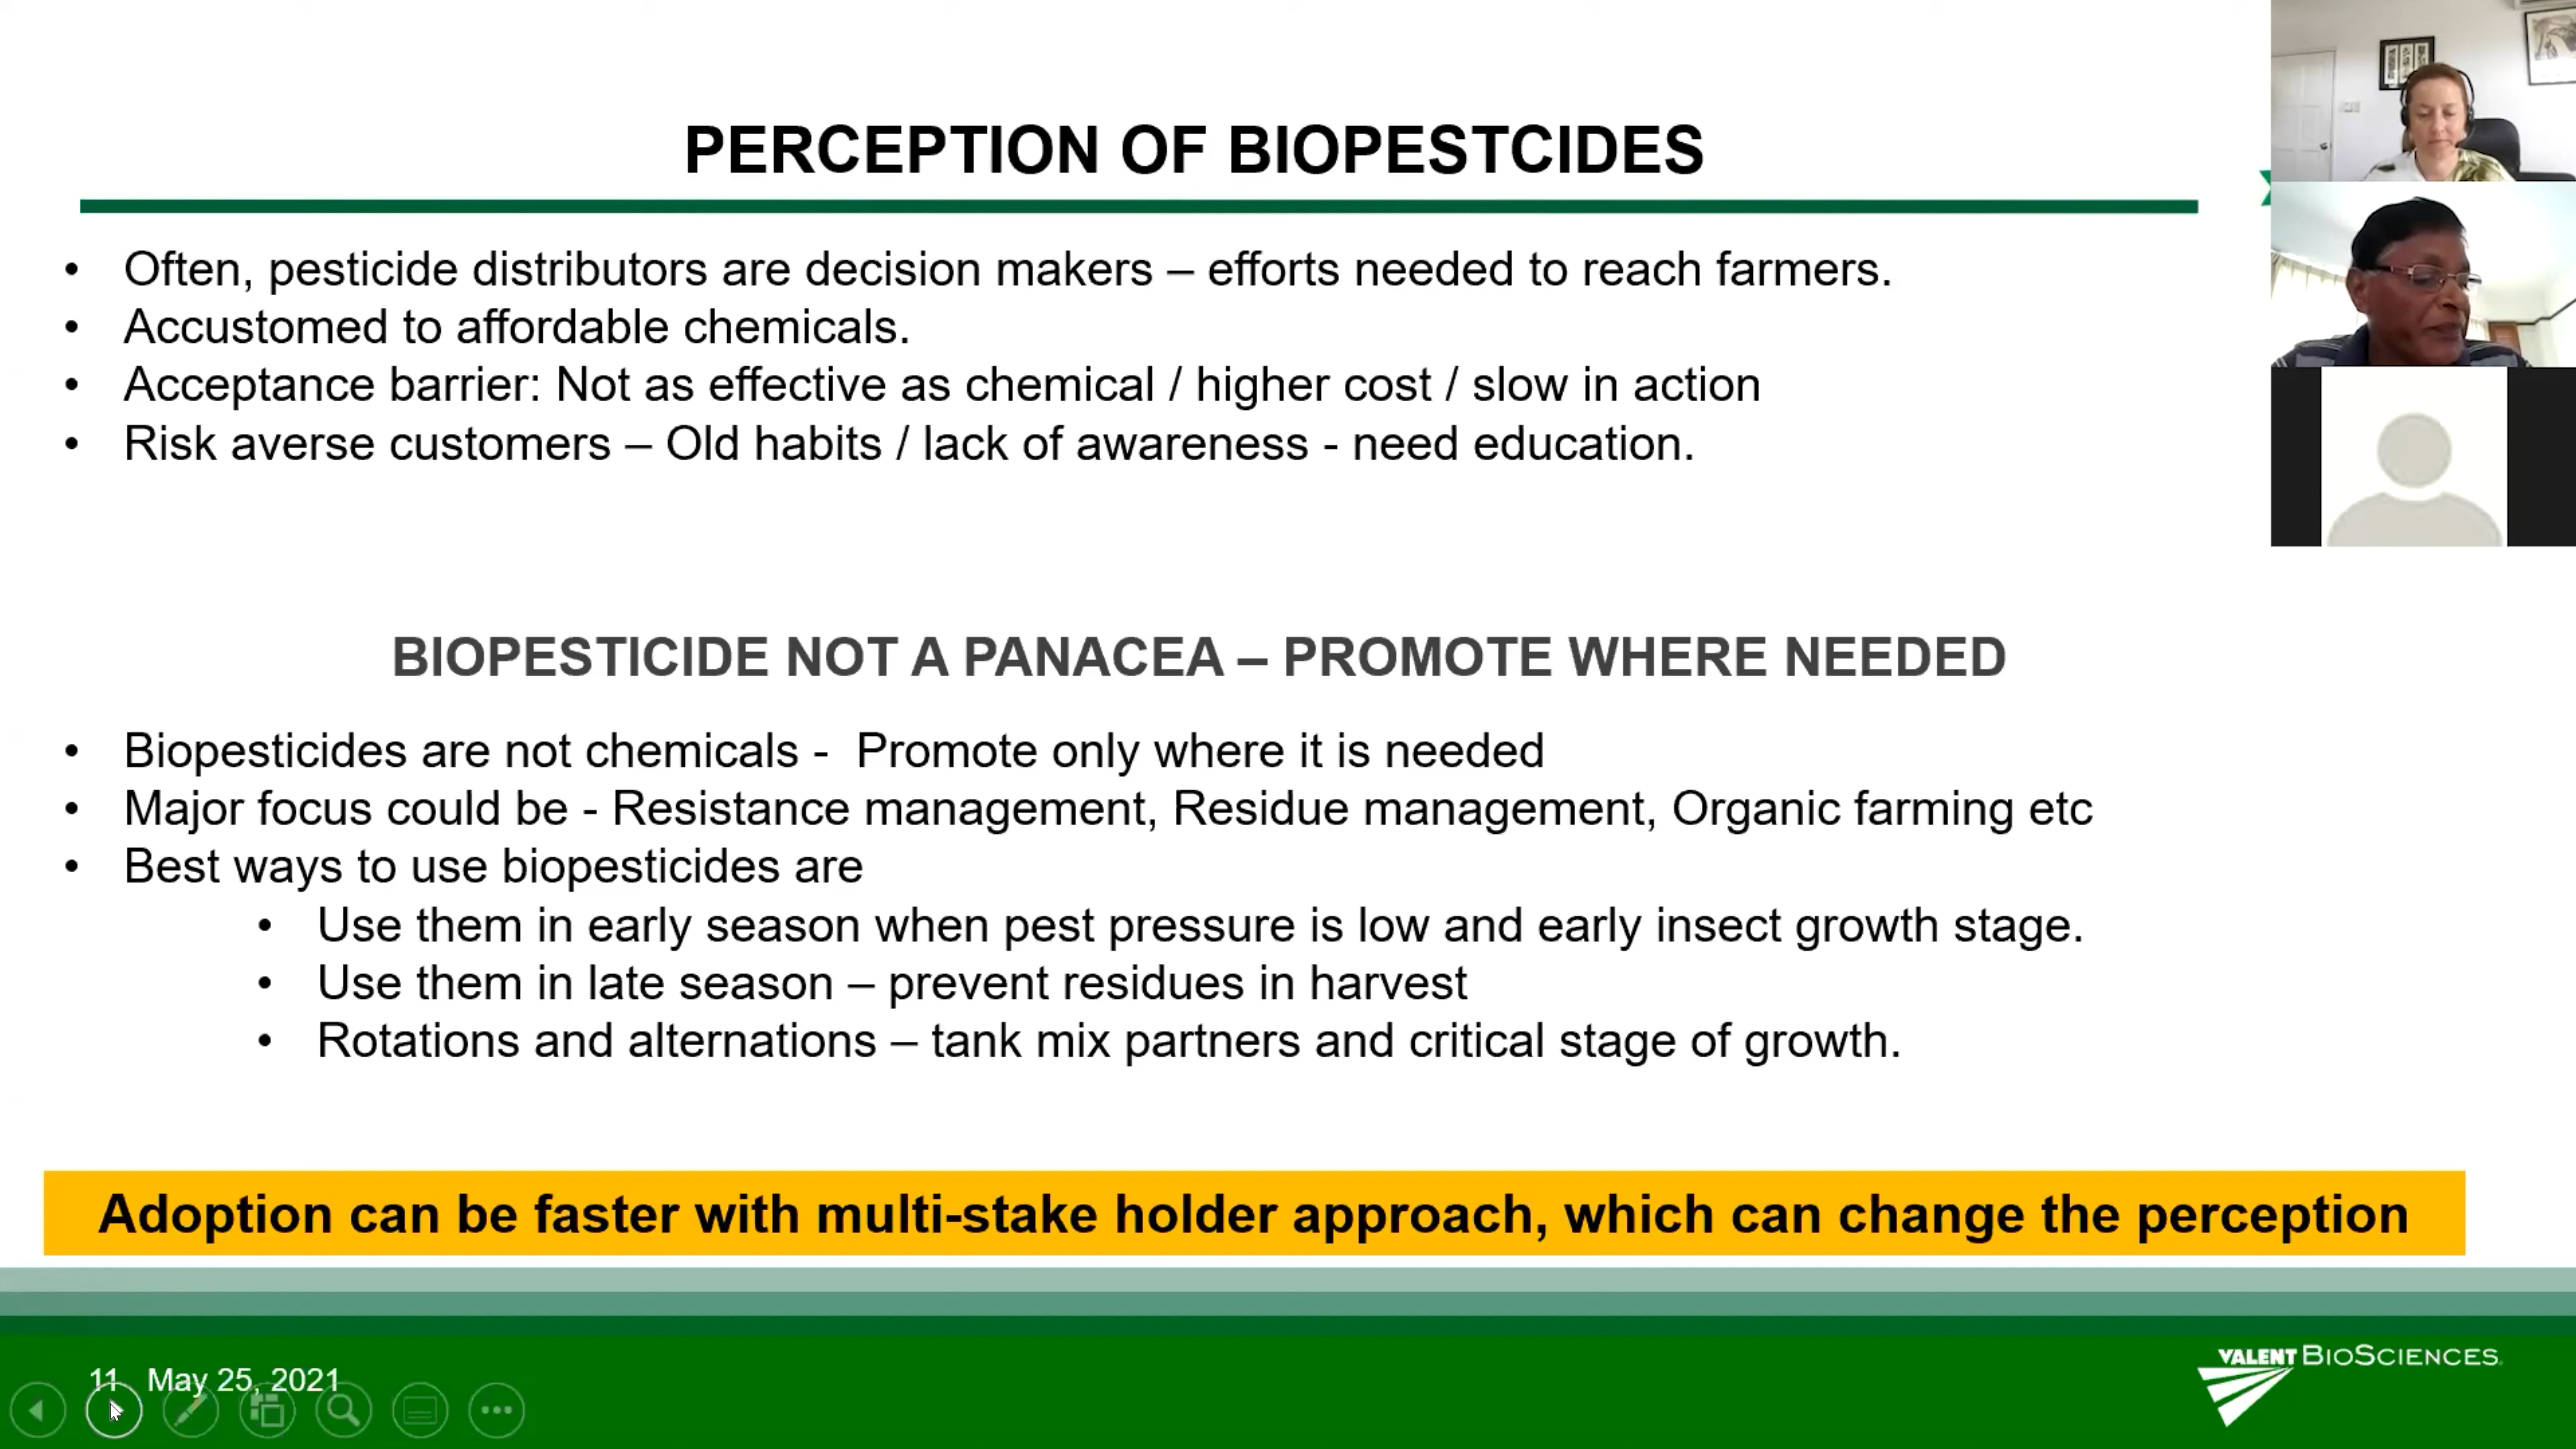 PERCEPTION OF BIOPESTCIDES
• Often, pesticide distributors are decision makers – efforts needed to reach farmers.
• Accustomed to affordable chemicals.
• Acceptance barrier: Not as effective as chemical / higher cost / slow in action
• Risk averse customers – Old habits / lack of awareness - need education.
BIOPESTICIDE NOT A PANACEA – PROMOTE WHERE NEEDED
• Biopesticides are not chemicals - Promote only where it is needed
• Major focus could be - Resistance management, Residue management, Organic farming etc
• Best ways to use biopesticides are
• Use them in early season when pest pressure is low and early insect growth stage.
• Use them in late season – prevent residues in harvest
• Rotations and alternations – tank mix partners and critical stage of growth.
Adoption can be faster with multi-stake holder approach, which can change the perception
11 May 25, 2021
VALENT BIOSCIENCES.